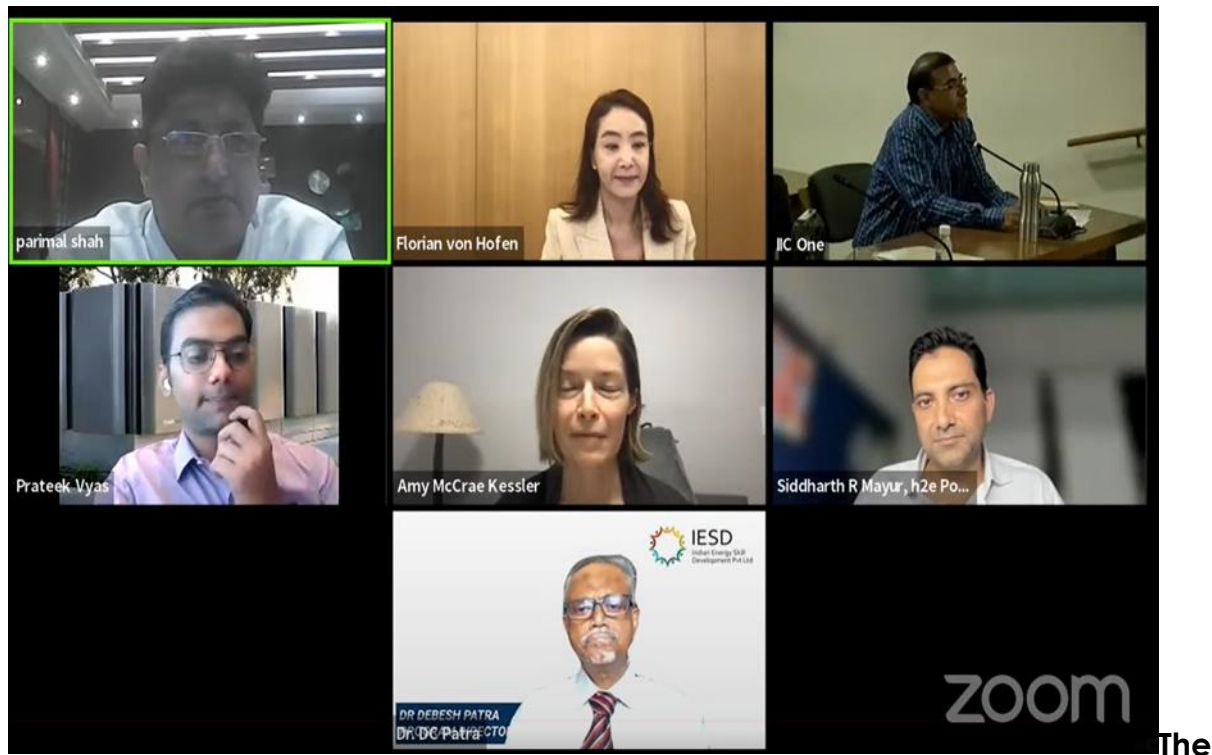 parimal shah
Florian von Hofen
IIC One
Prateek Vyas
Amy McCrae Kessler
Siddharth R Mayur, h2e Po...
IESD
Indian Energy Skill
Development Pvt Ltd
DR DEBESH PATRA
Dr. DC Patra
zoom
The